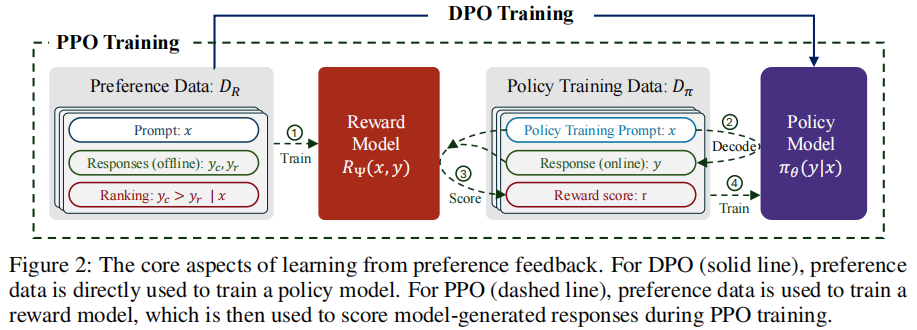 DPO Training
PPO Training
Preference Data: D_R
Prompt: x
Responses (offline): y_c, y_r
Ranking: y_c > y_r | x
① Train
Reward Model
R_Ψ(x, y)
Policy Training Data: D_π
Policy Training Prompt: x
Response (online): y
Reward score: r
② Decode
③ Score
④ Train
Policy Model
π_θ(y|x)
Figure 2: The core aspects of learning from preference feedback. For DPO (solid line), preference
data is directly used to train a policy model. For PPO (dashed line), preference data is used to train a
reward model, which is then used to score model-generated responses during PPO training.